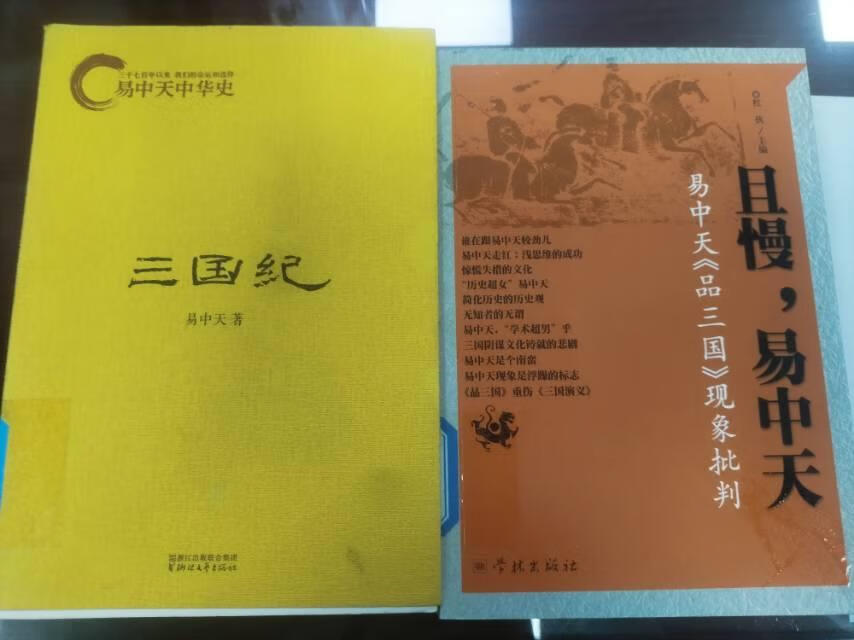 三千七百年以来 我们的命运和选择
易中天中华史
三国纪
易中天 著
浙江出版联合集团
浙江文艺出版社
主编
且慢，易中天
易中天《品三国》现象批判
谁在跟易中天较劲儿
易中天走红：浅思维的成功
惊慌失措的文化
“历史超女”易中天
简化历史的历史观
无知者的无谓
易中天，“学术超男”乎
三国阴谋文化铸就的悲剧
易中天是个南蛮
易中天现象是浮躁的标志
《品三国》重伤《三国演义》
学林出版社